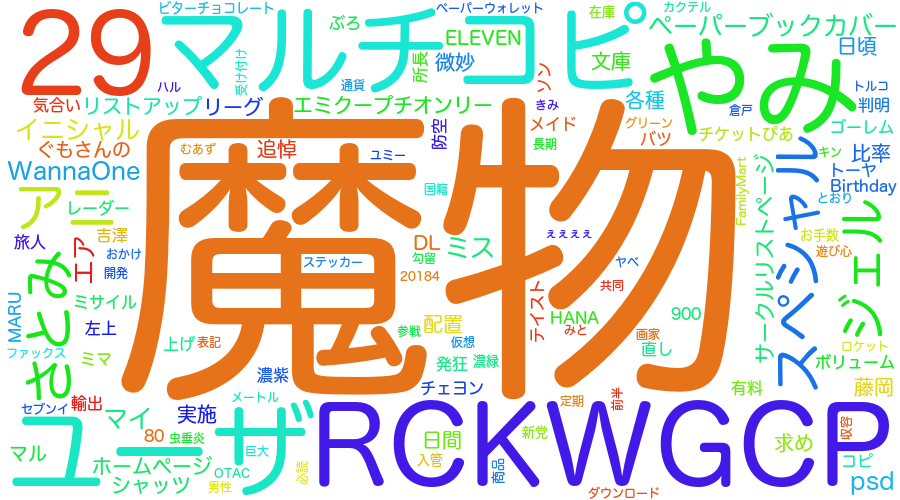 ビターチョコレート
ペーパーウォレット
カクテル
在庫
29
マルチコピ
ペーパーブックカバー
ぶろ
ELEVEN
受け付け
所長
微妙
ソン
文庫
やみ
日頃
ハル
通貨
気合い
リストアップ
リーグ
エミクープチオンリー
きみ
各種
倉戸
トルコ
判明
イニシャル
防空
メイド
グリーン
バツ
チケットぴあ
ゴーレム
ぐもさんの
むあず
追悼
ユミー
長期
キン
比率
WannaOne
魔物
国籍
FamilyMart
トーヤ
Birthday
アニ
レーダー
とおり
吉澤
旅人
エア
おかけ
DL
勾留
ミス
ぇぇぇぇ
お手数
遊び心
さとみ
開発
ステッカー
20184
ヤベ
共同
サークルリストページ
スペシャル
ジェル
MARU
ミサイル
テイスト
HANA
900
左上
参戦
配置
みと
画家
ファックス
ミマ
上げ
表記
仮想
直し
ロケット
ボリューム
発狂
濃緑
セブンイ
輸出
濃紫
チェヨン
有料
藤岡
メートル
定期
前半
ユニーザ
マイ
実施
RCKWGCP
80
虫垂炎
巨大
日間
新党
求め
収容
マル
ホームページ
OTAC
入管
商品
コピ
シャッツ
男性
必読
psd
ダウンロード